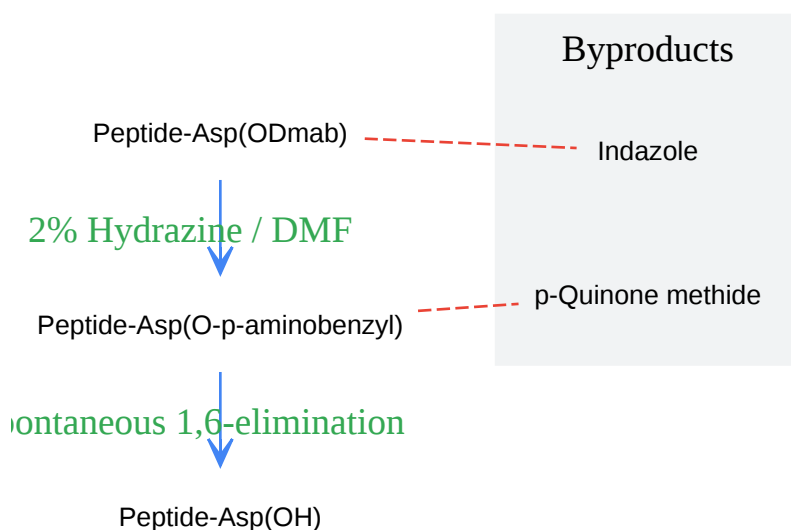 Byproducts
Peptide-Asp(ODmab)
Indazole
2% Hydrazine / DMF
p-Quinone methide
Peptide-Asp(O-p-aminobenzyl)
pontaneous 1,6-elimination
Peptide-Asp(OH)